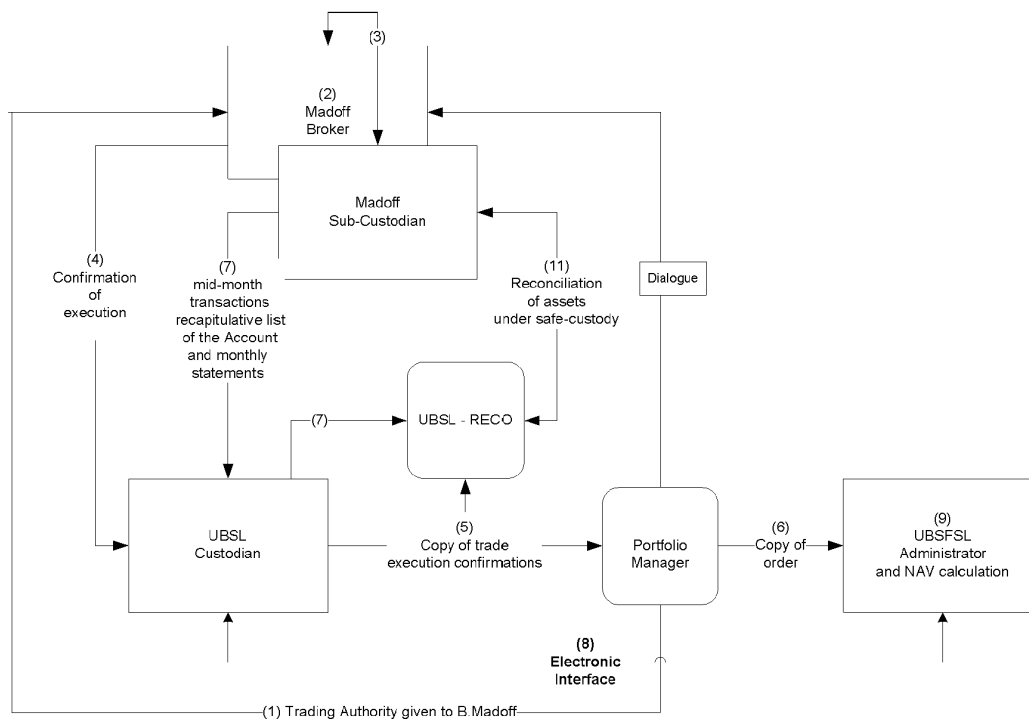 (3)
(2)
Madoff
Broker
Madoff
Sub-Custodian
(4)
Confirmation
of
execution
(7)
mid-month
transactions
recapitulative list
of the Account
and monthly
statements
(11)
Reconciliation
of assets
under safe-custody
Dialogue
(7)
UBSL - RECO
UBSL
Custodian
(5)
Copy of trade
execution confirmations
Portfolio
Manager
(6)
Copy of
order
(9)
UBSFSL
Administrator
and NAV calculation
(8)
Electronic
Interface
(1) Trading Authority given to B.Madoff